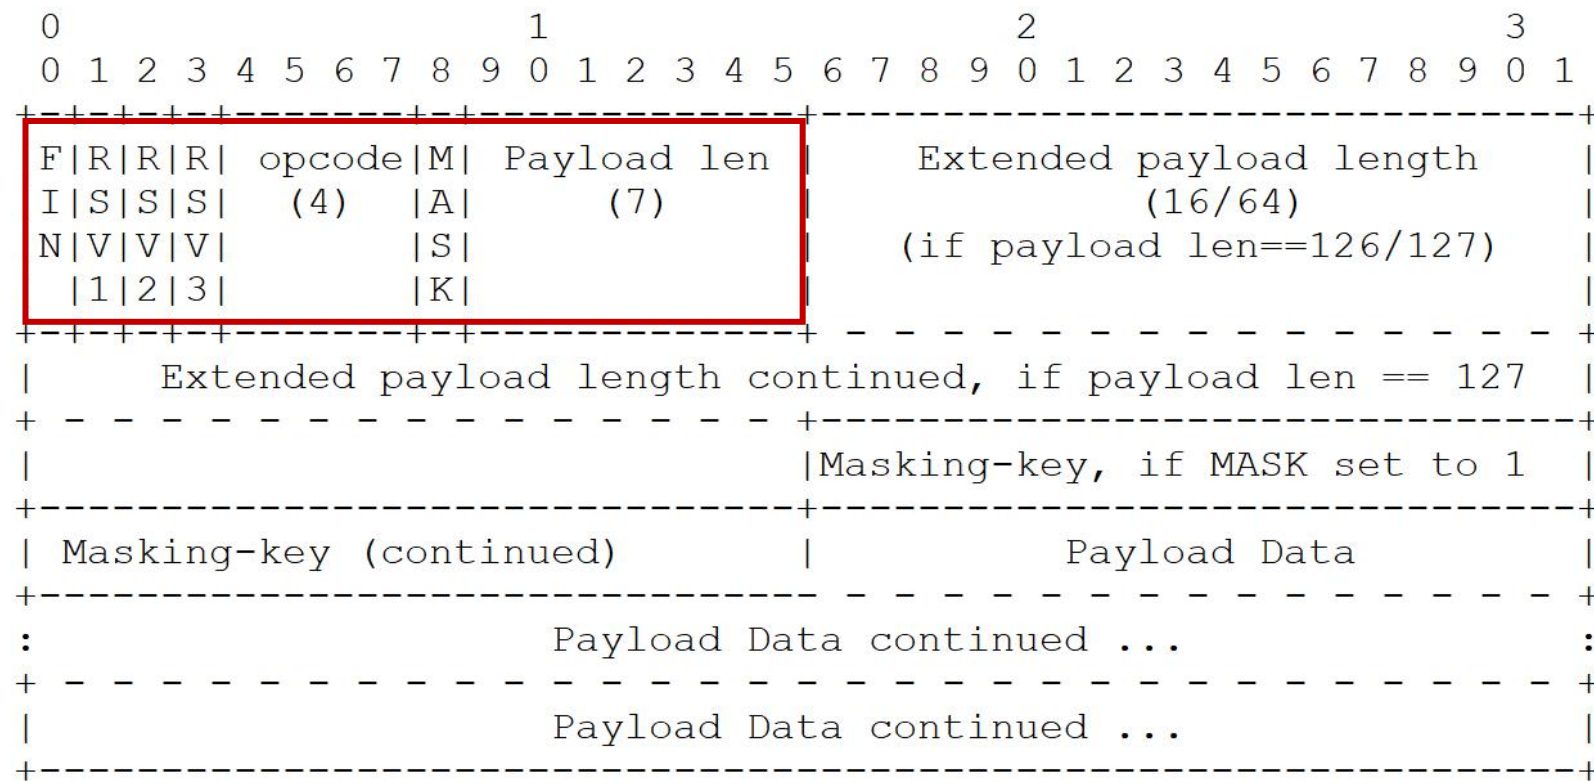 0                   1                   2                   3
 0 1 2 3 4 5 6 7 8 9 0 1 2 3 4 5 6 7 8 9 0 1 2 3 4 5 6 7 8 9 0 1
+-+-+-+-+-------+-+-------------+-------------------------------+
 F|R|R|R| opcode|M| Payload len |    Extended payload length    |
 I|S|S|S|  (4)  |A|     (7)     |             (16/64)           |
 N|V|V|V|       |S|             |   (if payload len==126/127)   |
  |1|2|3|       |K|             |                               |
+-+-+-+-+-------+-+-------------+ - - - - - - - - - - - - - - - +
|     Extended payload length continued, if payload len == 127  |
+ - - - - - - - - - - - - - - - +-------------------------------+
|                               |Masking-key, if MASK set to 1  |
+-------------------------------+-------------------------------+
| Masking-key (continued)       |          Payload Data         |
+-------------------------------- - - - - - - - - - - - - - - - +
:                     Payload Data continued ...                :
+ - - - - - - - - - - - - - - - - - - - - - - - - - - - - - - - +
|                     Payload Data continued ...                |
+---------------------------------------------------------------+